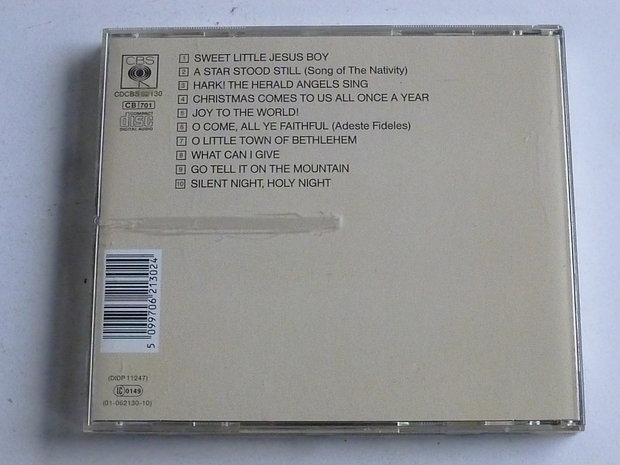 CBS
CDCBS 62130
CB 701
COMPACT
disc
DIGITAL AUDIO
1 SWEET LITTLE JESUS BOY
2 A STAR STOOD STILL (Song of The Nativity)
3 HARK! THE HERALD ANGELS SING
4 CHRISTMAS COMES TO US ALL ONCE A YEAR
5 JOY TO THE WORLD!
6 O COME, ALL YE FAITHFUL (Adeste Fideles)
7 O LITTLE TOWN OF BETHLEHEM
8 WHAT CAN I GIVE
9 GO TELL IT ON THE MOUNTAIN
10 SILENT NIGHT, HOLY NIGHT
5 099706 213024
(DIDP 11247)
LC 0149
(01-062130-10)